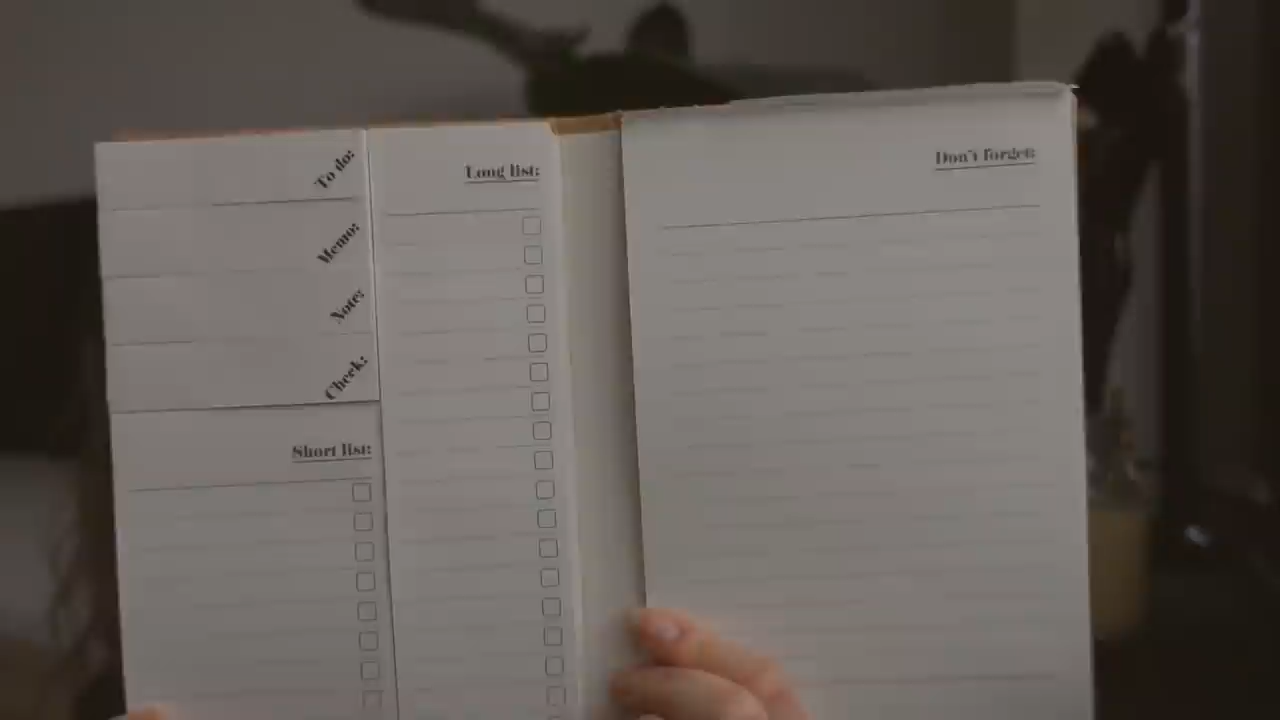 To do:
Memo:
Note:
Check:
Short list:
Long list:
Don't forget: